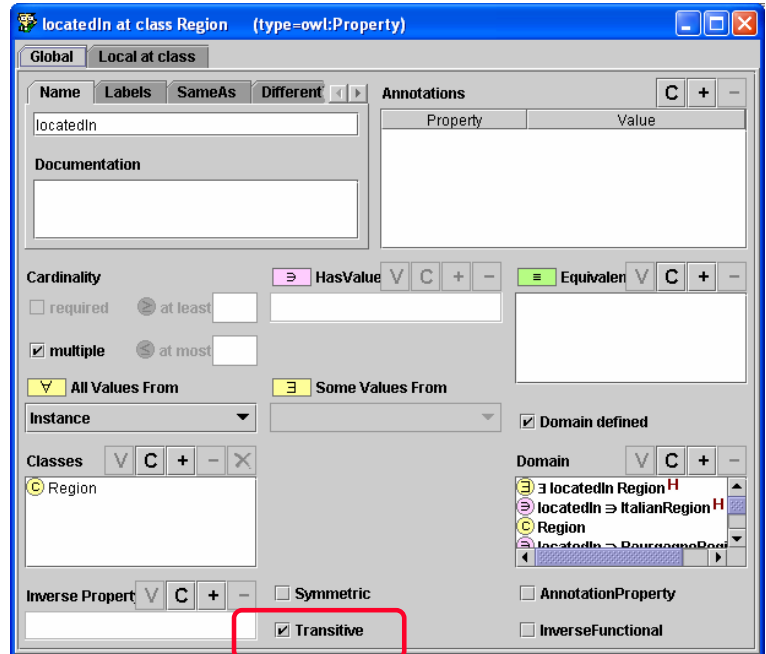 locatedIn at class Region (type=owl:Property)
Global Local at class
Name Labels SameAs Different
locatedIn
Documentation
Annotations C + −
Property Value
Cardinality
required ≥ at least
multiple ≤ at most
∋ HasValue V C + −
≡ Equivalen V C + −
∀ All Values From
Instance
∃ Some Values From
Domain defined
Classes V C + −
C Region
Domain V C + −
∃ ∃ locatedIn Region H
∋ locatedIn ∋ ItalianRegion H
C Region
∋ locatedIn ∋ BourgogneRegi
Inverse Propert V C + −
Symmetric
Transitive
AnnotationProperty
InverseFunctional